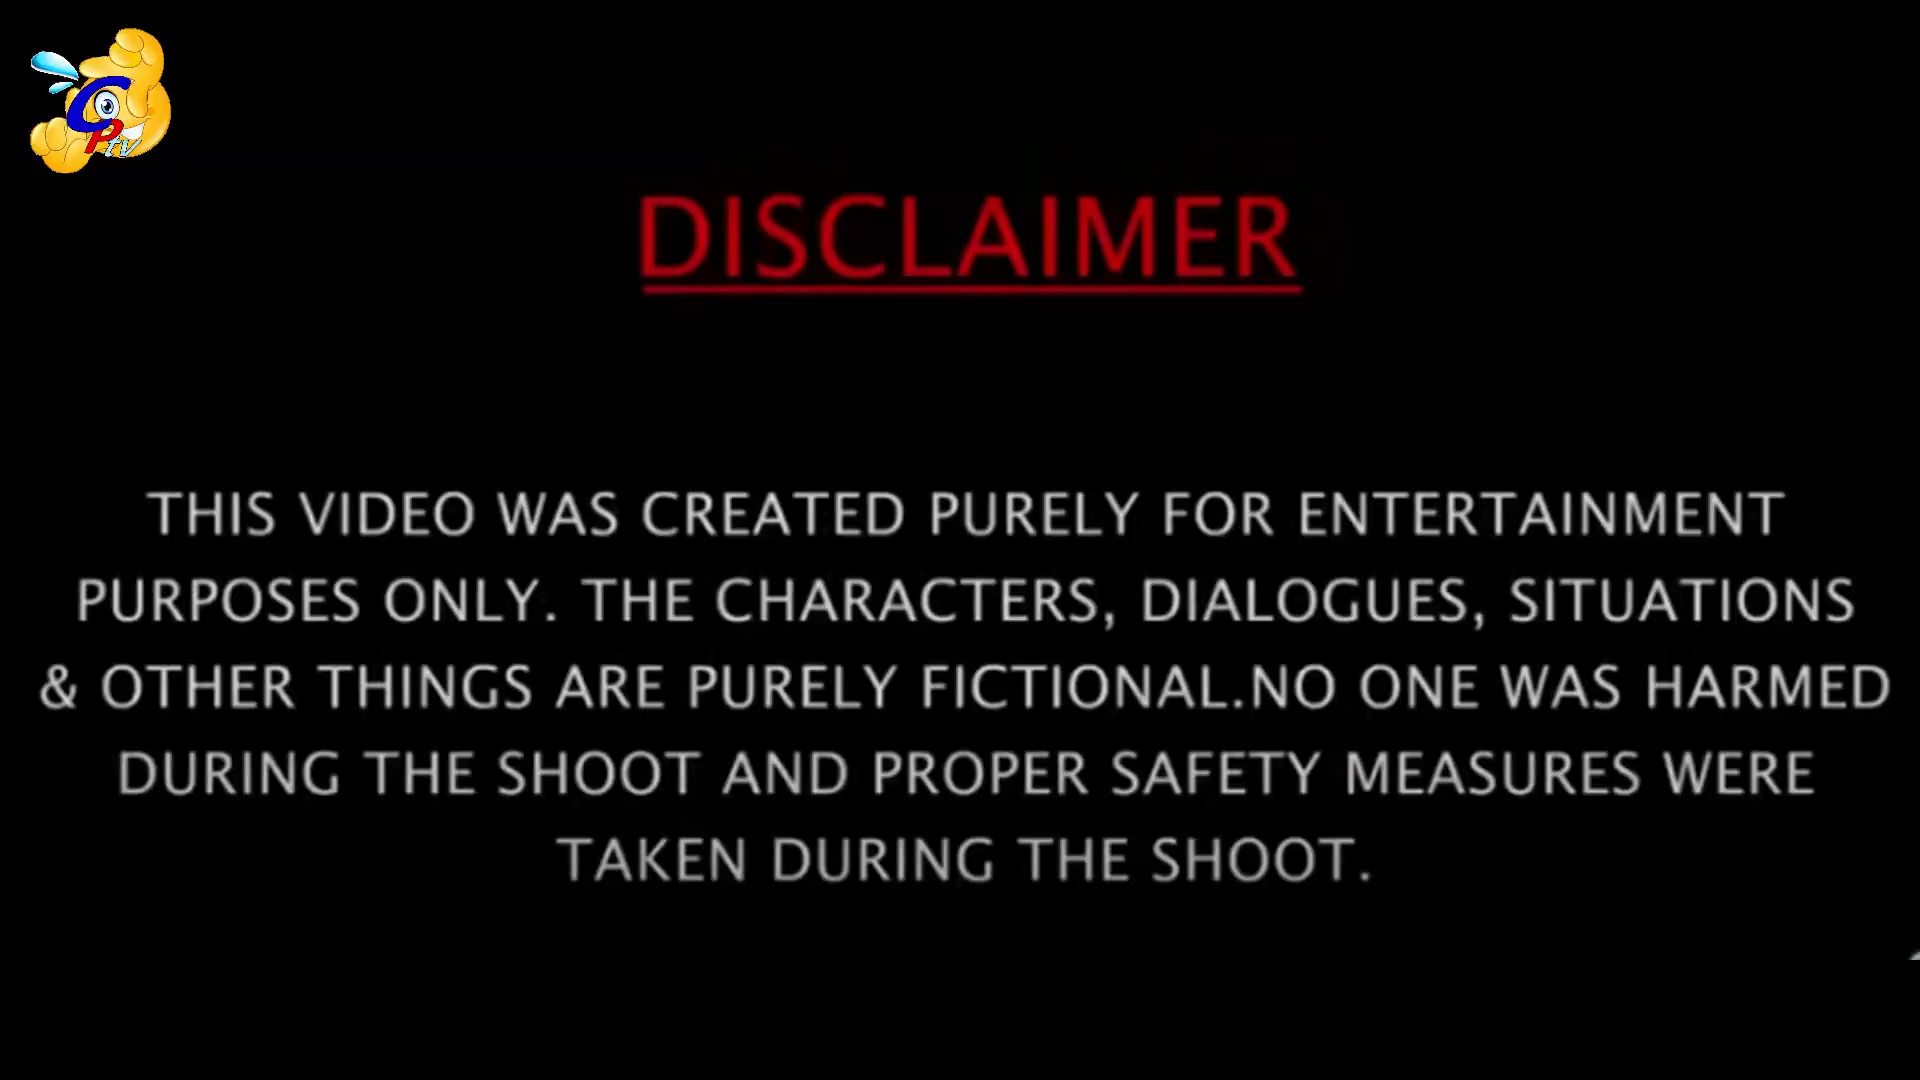 CPtv
DISCLAIMER
THIS VIDEO WAS CREATED PURELY FOR ENTERTAINMENT
PURPOSES ONLY. THE CHARACTERS, DIALOGUES, SITUATIONS
& OTHER THINGS ARE PURELY FICTIONAL.NO ONE WAS HARMED
DURING THE SHOOT AND PROPER SAFETY MEASURES WERE
TAKEN DURING THE SHOOT.